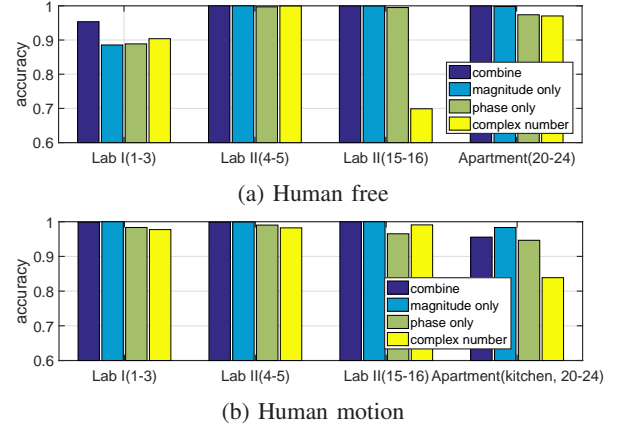 1
0.9
0.8
0.7
0.6
accuracy
combine
magnitude only
phase only
complex number
Lab I(1-3)
Lab II(4-5)
Lab II(15-16)
Apartment(20-24)
(a) Human free
1
0.9
0.8
0.7
0.6
accuracy
combine
magnitude only
phase only
complex number
Lab I(1-3)
Lab II(4-5)
Lab II(15-16)
Apartment(kitchen, 20-24)
(b) Human motion